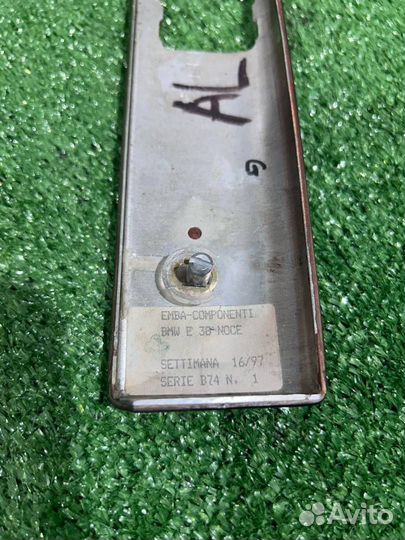 AL
G
EMBA-COMPONENTI
BMW E 38 NOCE
SETTIMANA 16/97
SERIE B74 N. 1
Avito